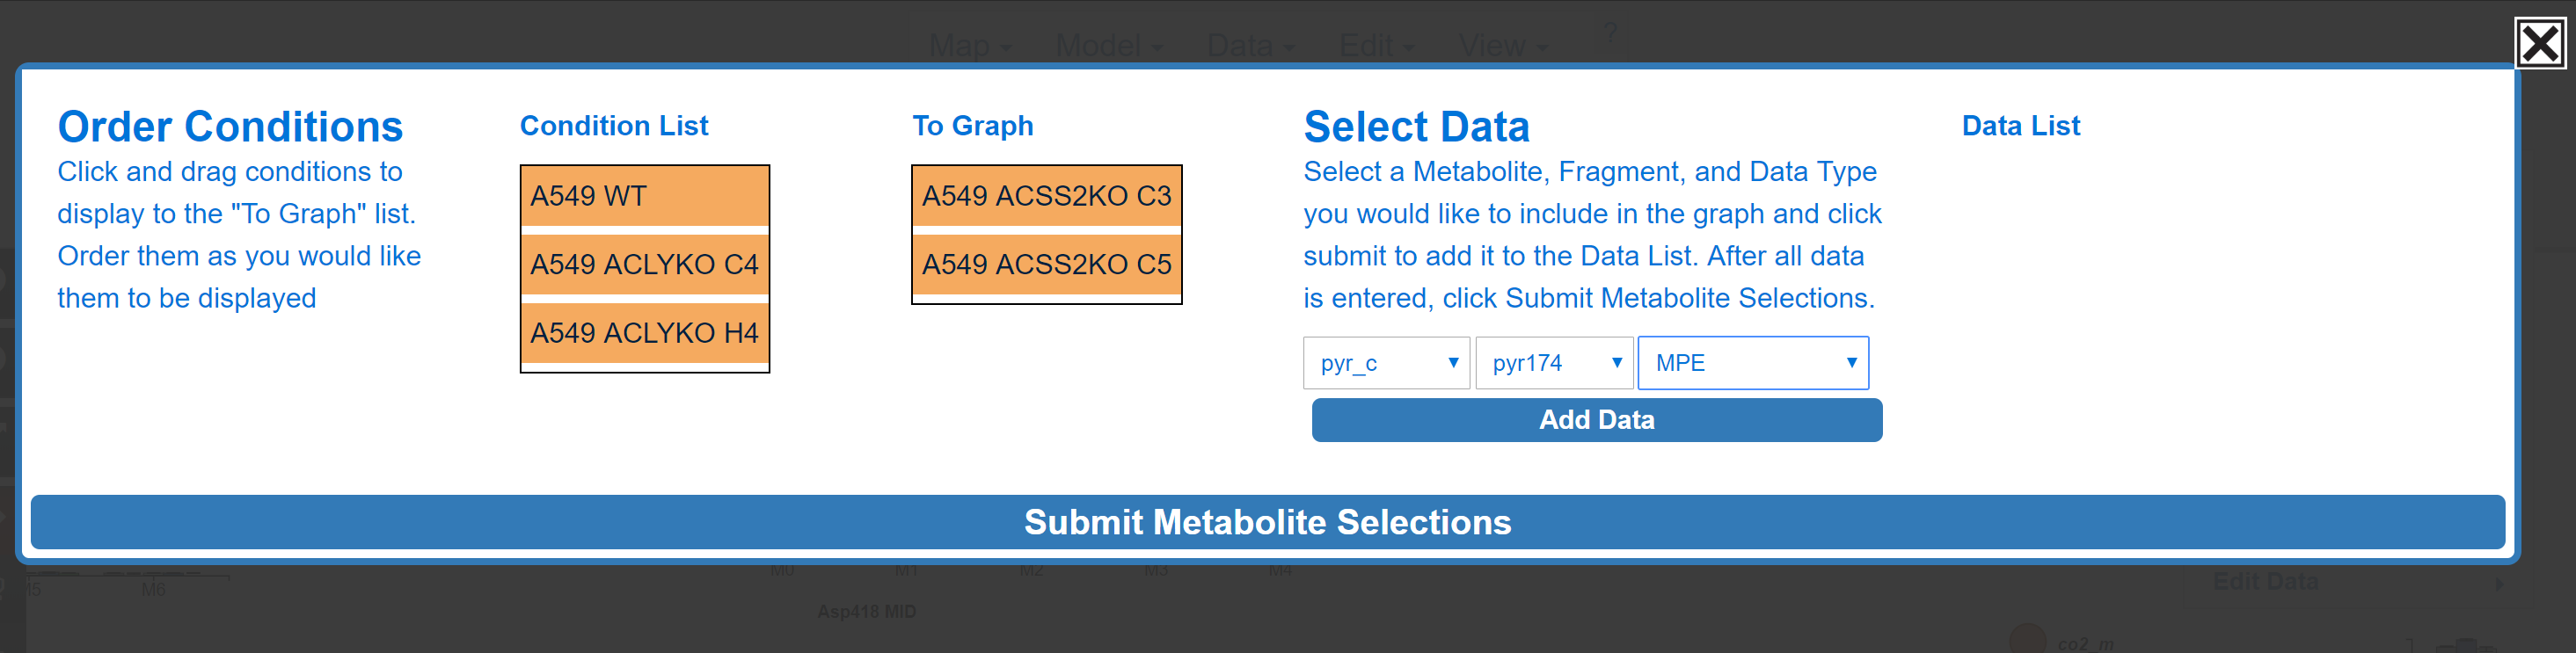 Map Model Data Edit View ?
Order Conditions
Click and drag conditions to
display to the "To Graph" list.
Order them as you would like
them to be displayed
Condition List
A549 WT
A549 ACLYKO C4
A549 ACLYKO H4
To Graph
A549 ACSS2KO C3
A549 ACSS2KO C5
Select Data
Select a Metabolite, Fragment, and Data Type
you would like to include in the graph and click
submit to add it to the Data List. After all data
is entered, click Submit Metabolite Selections.
pyr_c pyr174 MPE
Add Data
Data List
Submit Metabolite Selections
M6
M0 M1 M2 M3 M4
Asp418 MID
Edit Data
co2_m